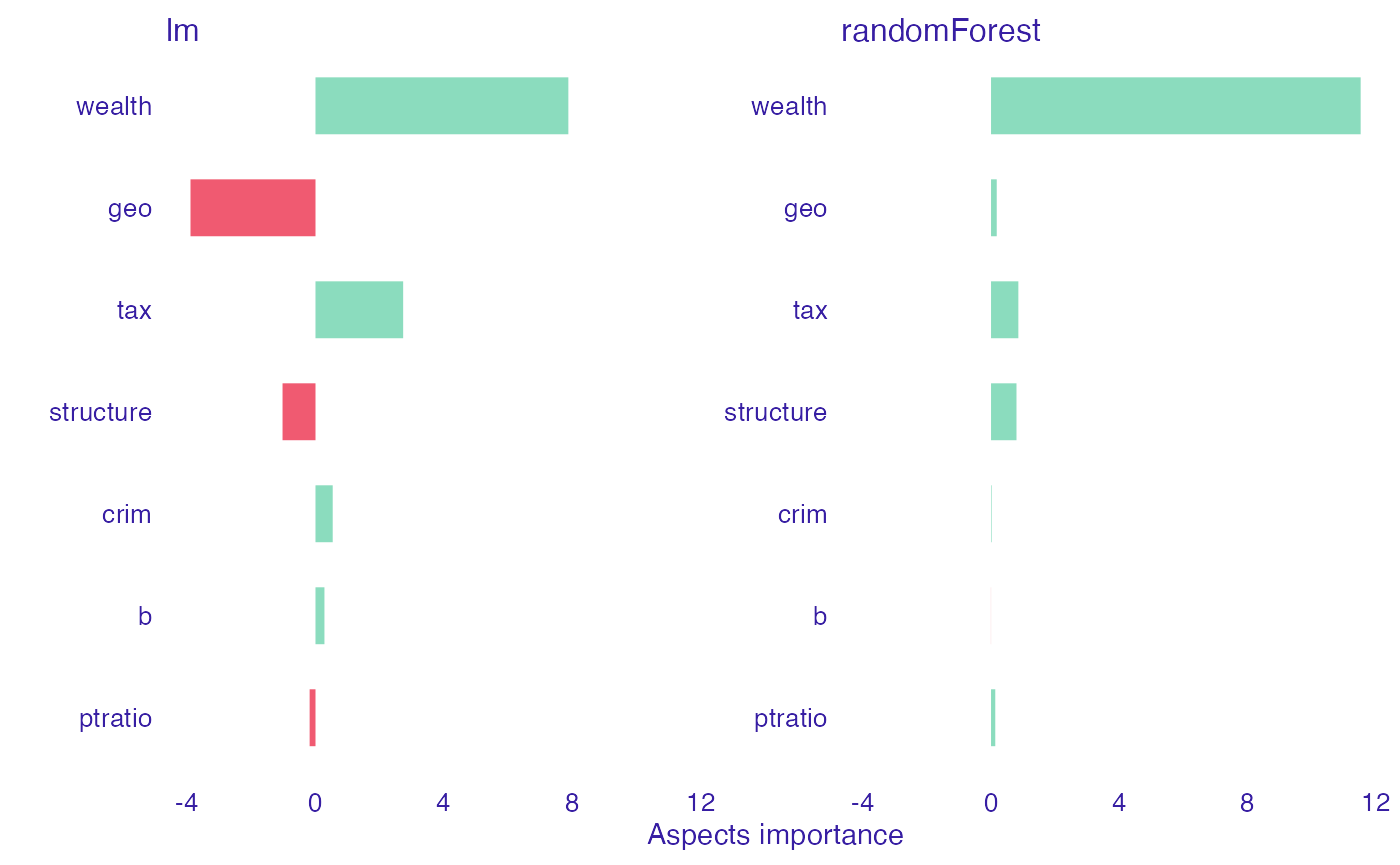 lm
wealth
geo
tax
structure
crim
b
ptratio
-4 0 4 8 12
randomForest
wealth
geo
tax
structure
crim
b
ptratio
-4 0 4 8 12
Aspects importance